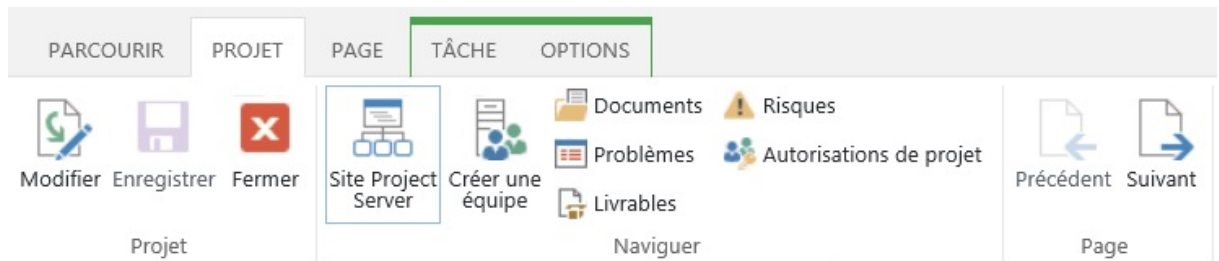 PARCOURIR PROJET PAGE TÂCHE OPTIONS
Modifier Enregistrer Fermer
Projet
Site Project
Server
Créer une
équipe
Documents
Problèmes
Livrables
Risques
Autorisations de projet
Naviguer
Précédent Suivant
Page